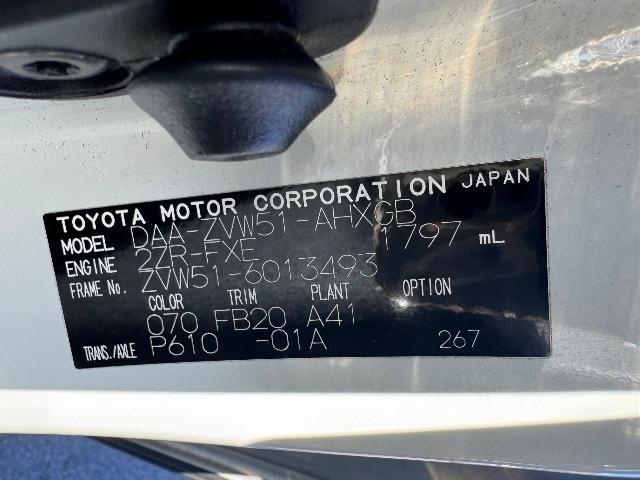 TOYOTA MOTOR CORPORATION JAPAN
MODEL DAA-ZVW51-AHXGB
ENGINE 2ZR-FXE 1797 mL
FRAME No. ZVW51-6013493
COLOR TRIM PLANT OPTION
070 FB20 A41
TRANS./AXLE P610 -01A 267